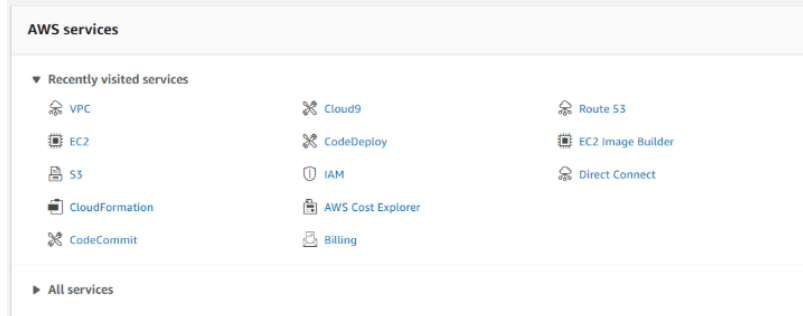 AWS services
Recently visited services
VPC
EC2
S3
CloudFormation
CodeCommit
Cloud9
CodeDeploy
IAM
AWS Cost Explorer
Billing
Route 53
EC2 Image Builder
Direct Connect
All services